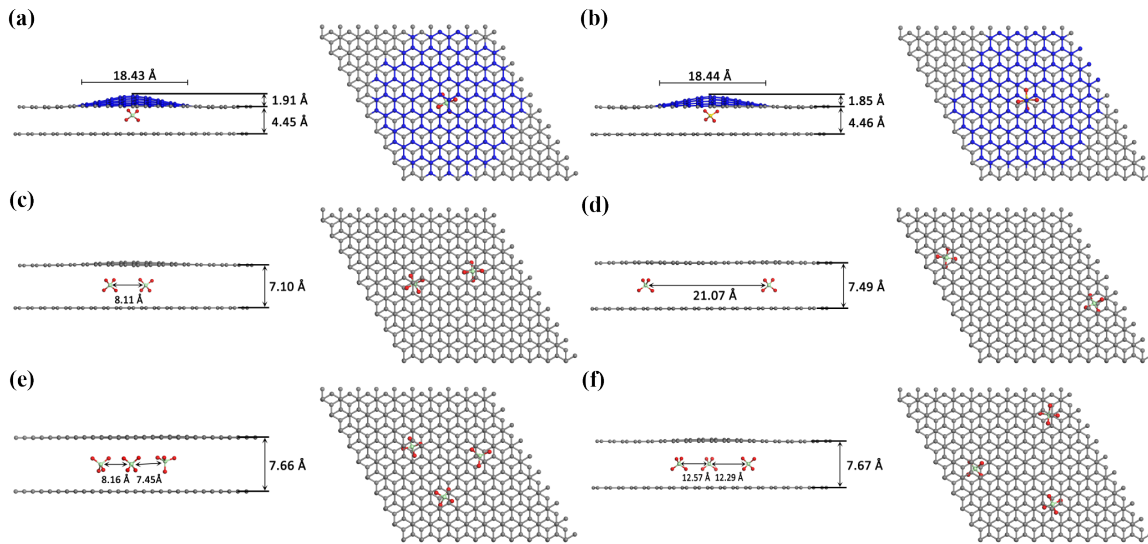 (a)
18.43 Å
1.91 Å
4.45 Å
(b)
18.44 Å
1.85 Å
4.46 Å
(c)
8.11 Å
7.10 Å
(d)
21.07 Å
7.49 Å
(e)
8.16 Å 7.45Å
7.66 Å
(f)
12.57 Å 12.29 Å
7.67 Å